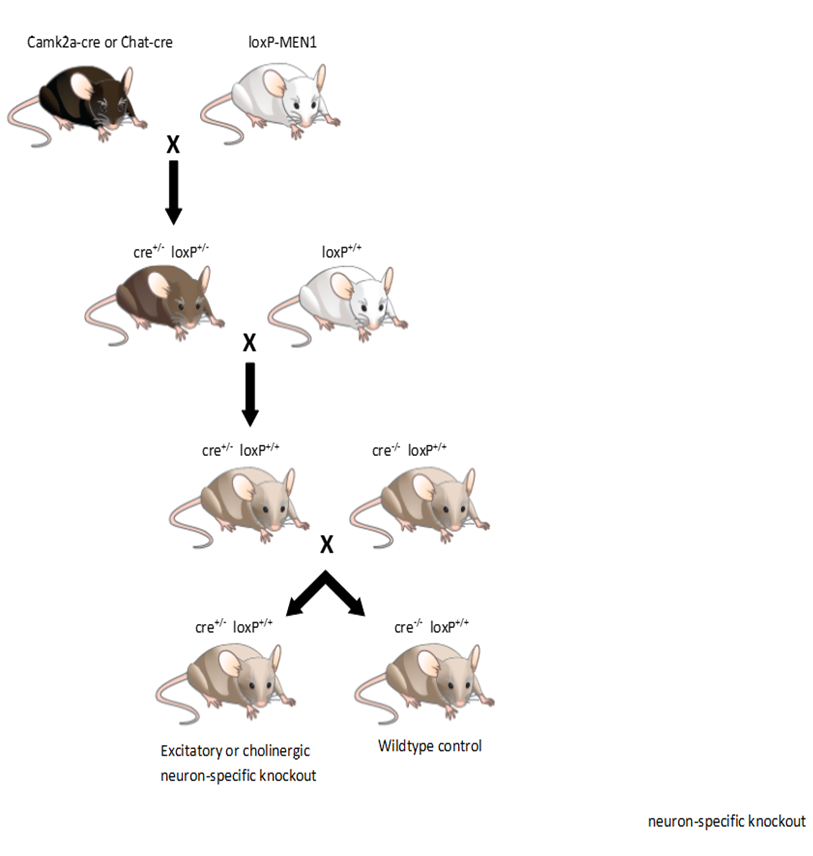 Camk2a-cre or Chat-cre
loxP-MEN1
X
cre+/- loxP+/-
loxP+/+
X
cre+/- loxP+/+
cre-/- loxP+/+
X
cre+/- loxP+/+
cre-/- loxP+/+
Excitatory or cholinergic
neuron-specific knockout
Wildtype control
neuron-specific knockout